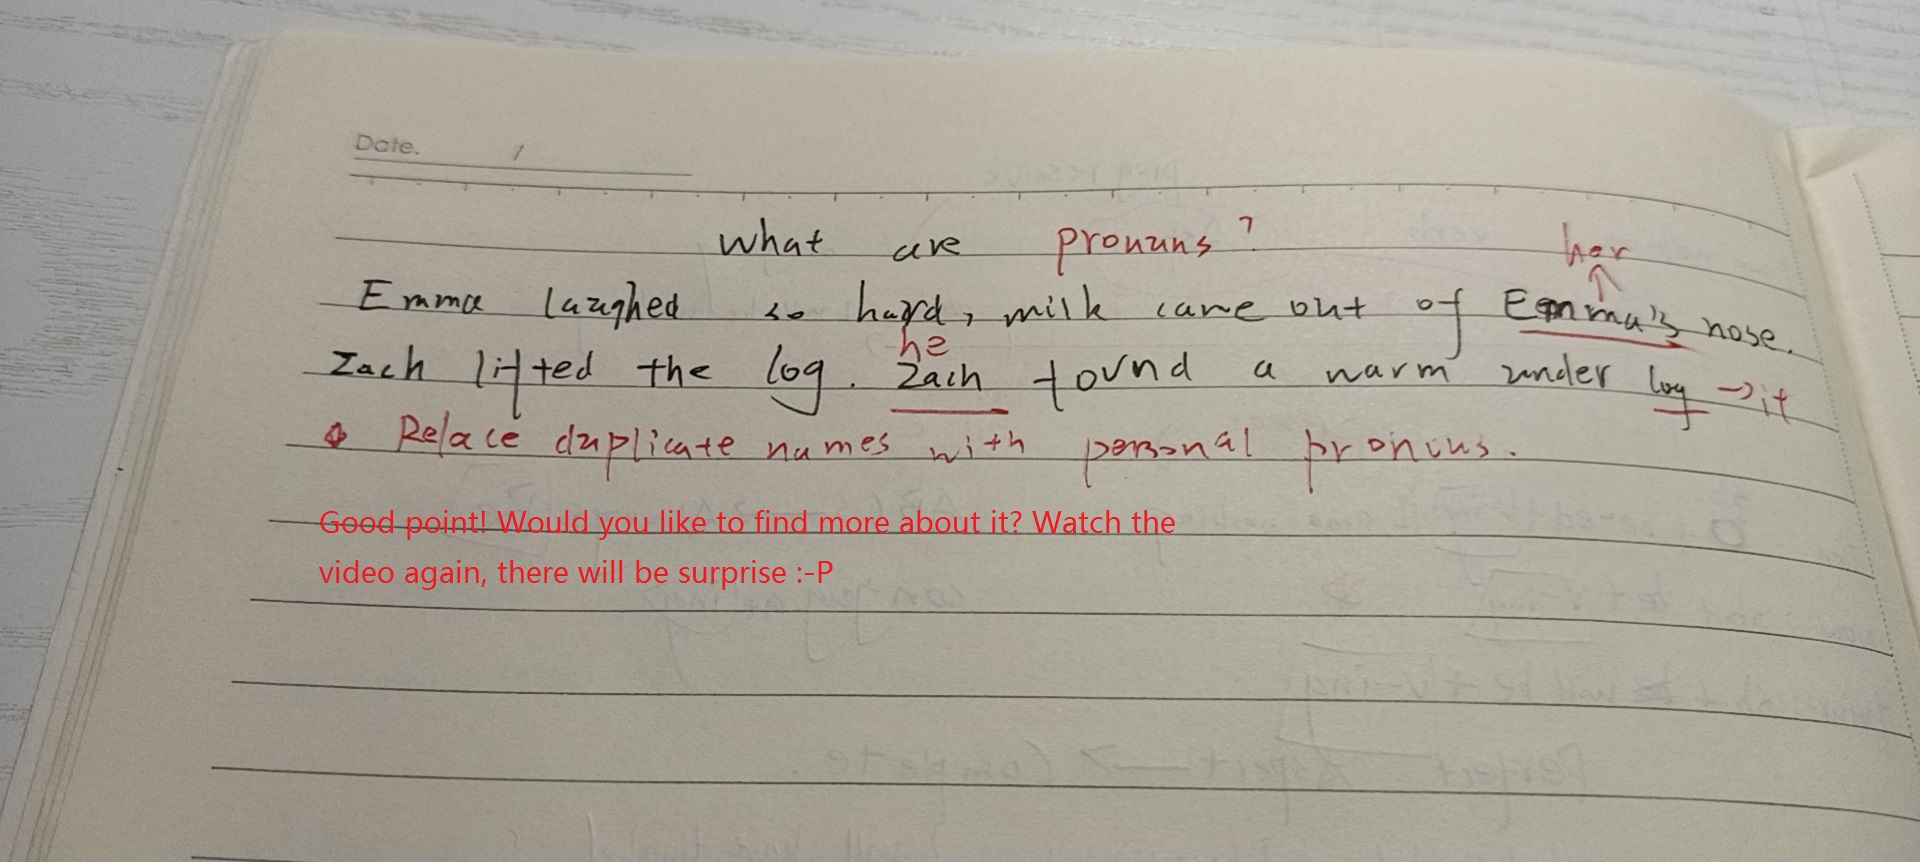 Date. /
What are pronuns?
her
Emma laughed so hard, milk came out of Emma's nose.
he
Zach lifted the log. Zach found a warm under log →it
Relace duplicate names with personal pronouns.
Good point! Would you like to find more about it? Watch the
video again, there will be surprise :-P